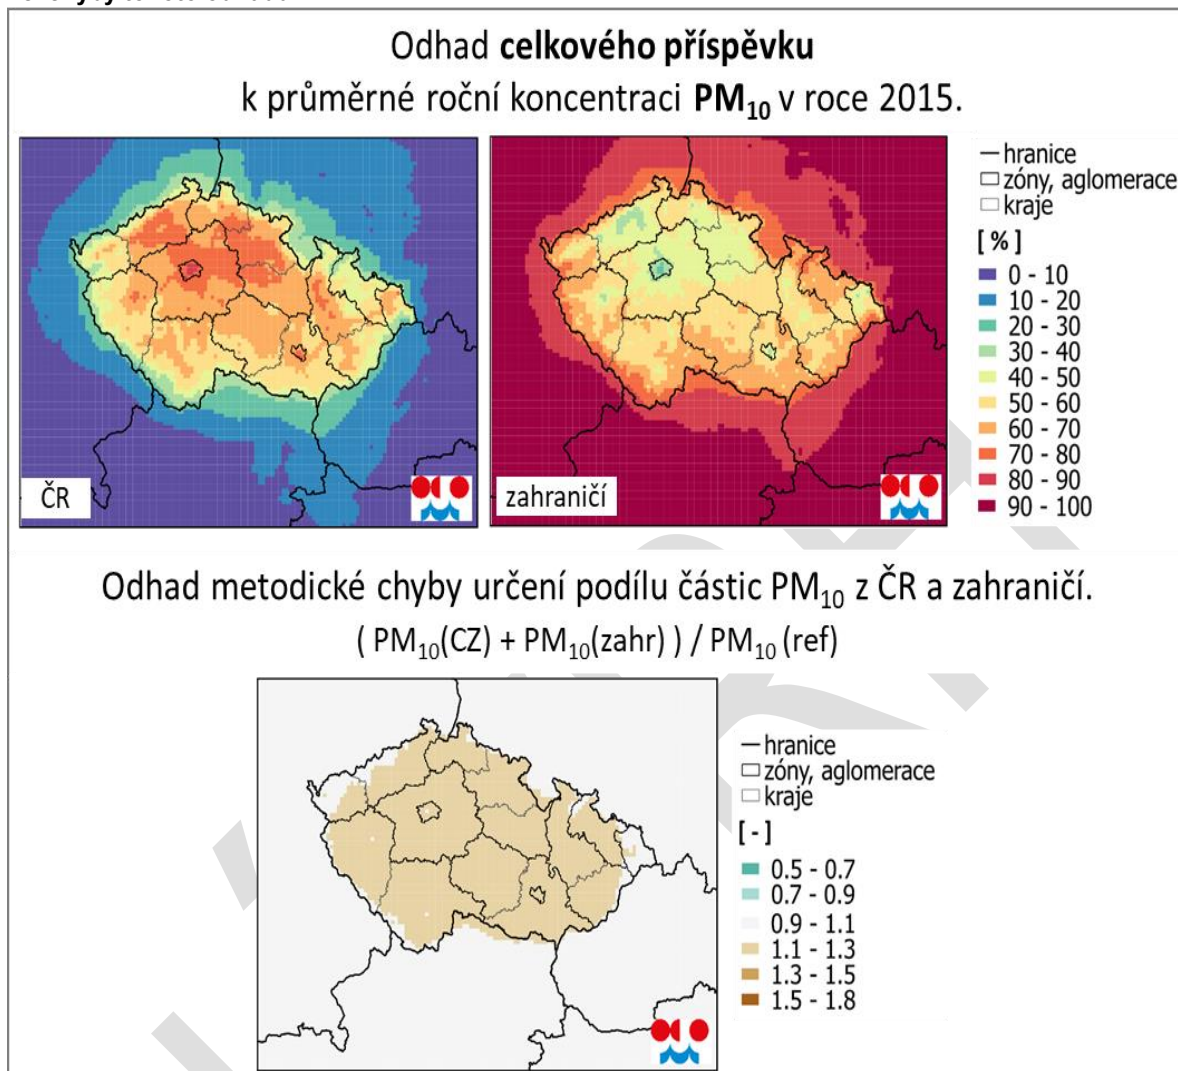 Odhad celkového příspěvku
k průměrné roční koncentraci PM₁₀ v roce 2015.
hranice
zóny, aglomerace
kraje
[ % ]
0 - 10
10 - 20
20 - 30
30 - 40
40 - 50
50 - 60
60 - 70
70 - 80
80 - 90
90 - 100
ČR
zahraničí
Odhad metodické chyby určení podílu částic PM₁₀ z ČR a zahraničí.
( PM₁₀(CZ) + PM₁₀(zahr) ) / PM₁₀ (ref)
hranice
zóny, aglomerace
kraje
[ - ]
0.5 - 0.7
0.7 - 0.9
0.9 - 1.1
1.1 - 1.3
1.3 - 1.5
1.5 - 1.8